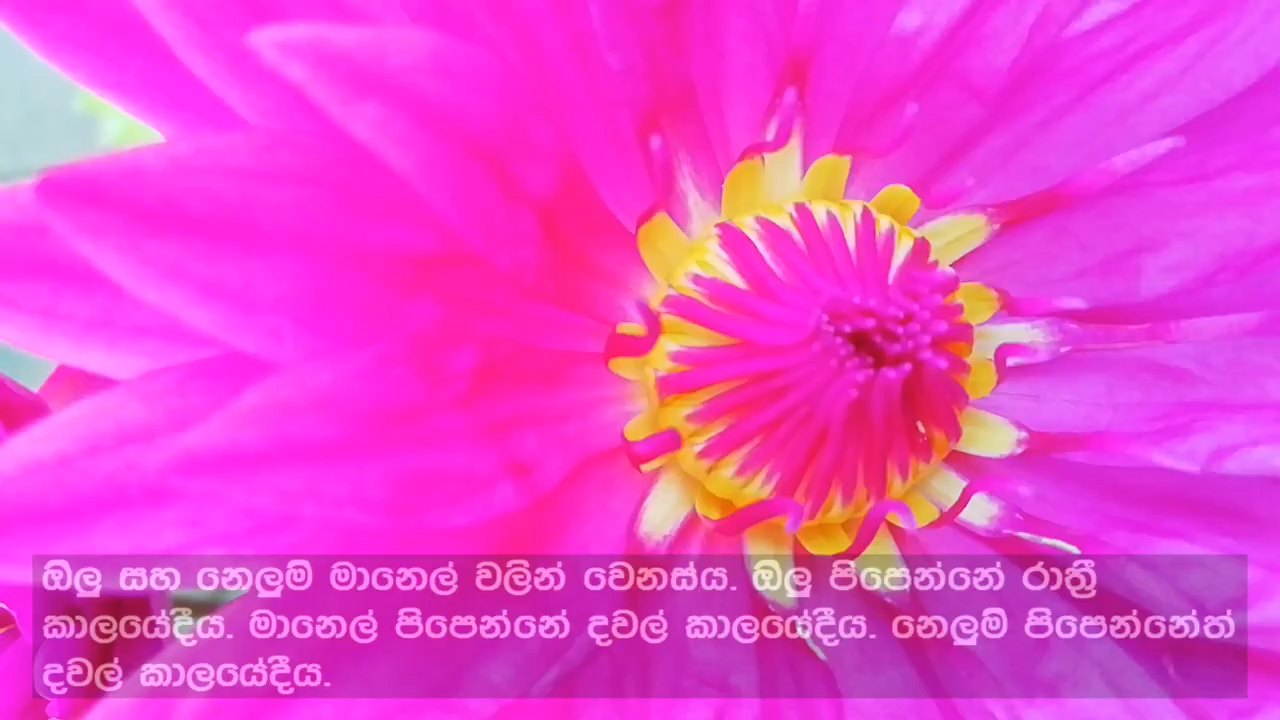 ඕලු සහ නෙලුම් මානෙල් වලින් වෙනස්ය. ඕලු පිපෙන්නේ රාත්‍රී
කාලයේදීය. මානෙල් පිපෙන්නේ දවල් කාලයේදීය. නෙලුම් පිපෙන්නේත්
දවල් කාලයේදීය.